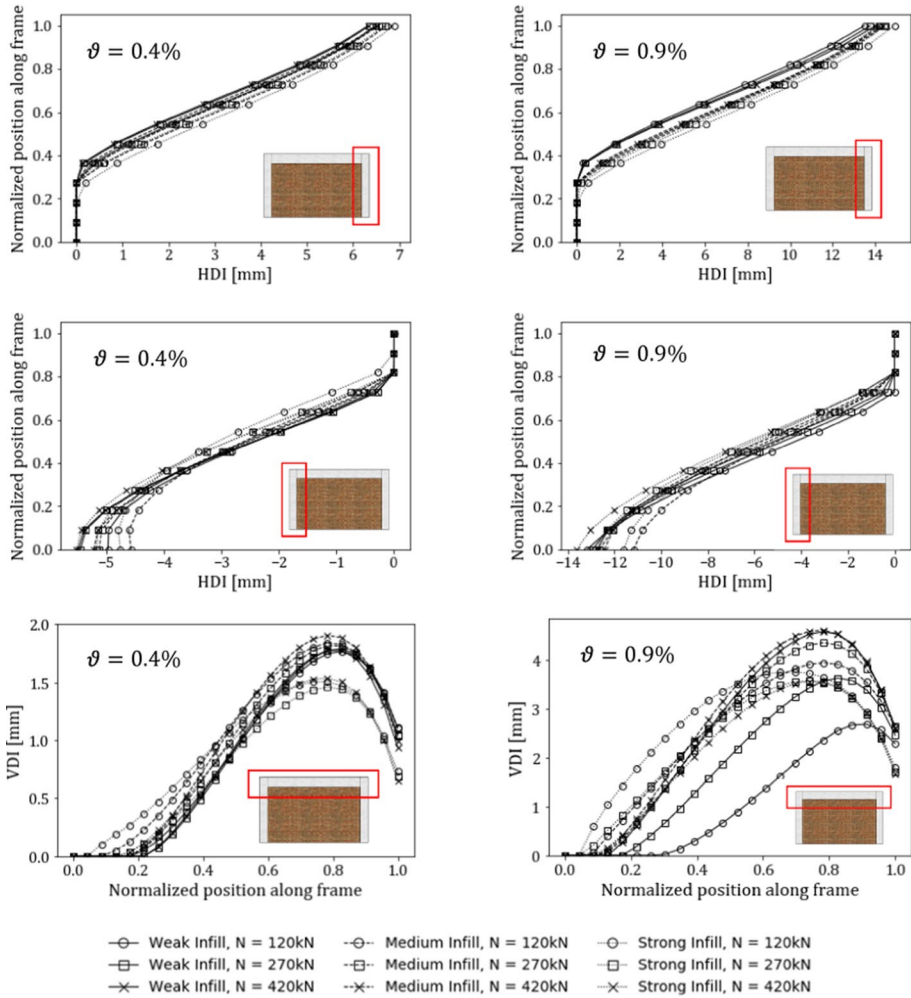 ϑ = 0.4%
Normalized position along frame
1.0
0.8
0.6
0.4
0.2
0.0
0 1 2 3 4 5 6 7
HDI [mm]
ϑ = 0.9%
Normalized position along frame
1.0
0.8
0.6
0.4
0.2
0.0
0 2 4 6 8 10 12 14
HDI [mm]
ϑ = 0.4%
Normalized position along frame
1.0
0.8
0.6
0.4
0.2
0.0
−5 −4 −3 −2 −1 0
HDI [mm]
ϑ = 0.9%
Normalized position along frame
1.0
0.8
0.6
0.4
0.2
0.0
−14 −12 −10 −8 −6 −4 −2 0
HDI [mm]
ϑ = 0.4%
VDI [mm]
2.0
1.5
1.0
0.5
0.0
0.0 0.2 0.4 0.6 0.8 1.0
Normalized position along frame
ϑ = 0.9%
VDI [mm]
4
3
2
1
0
0.0 0.2 0.4 0.6 0.8 1.0
Normalized position along frame
Weak Infill, N = 120kN
Weak Infill, N = 270kN
Weak Infill, N = 420kN
Medium Infill, N = 120kN
Medium Infill, N = 270kN
Medium Infill, N = 420kN
Strong Infill, N = 120kN
Strong Infill, N = 270kN
Strong Infill, N = 420kN